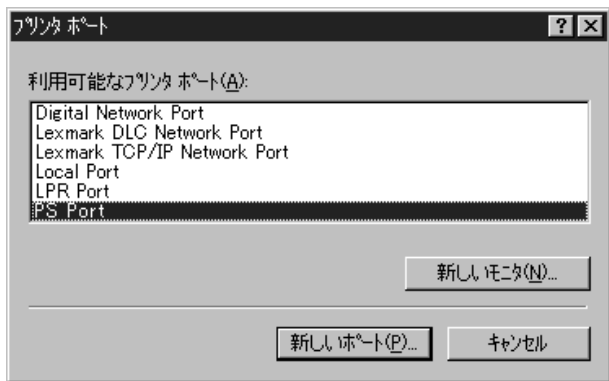 プリンタ ポート
利用可能なプリンタ ポート(A):
Digital Network Port
Lexmark DLC Network Port
Lexmark TCP/IP Network Port
Local Port
LPR Port
PS Port
新しいモニタ(N)...
新しいポート(P)...
キャンセル